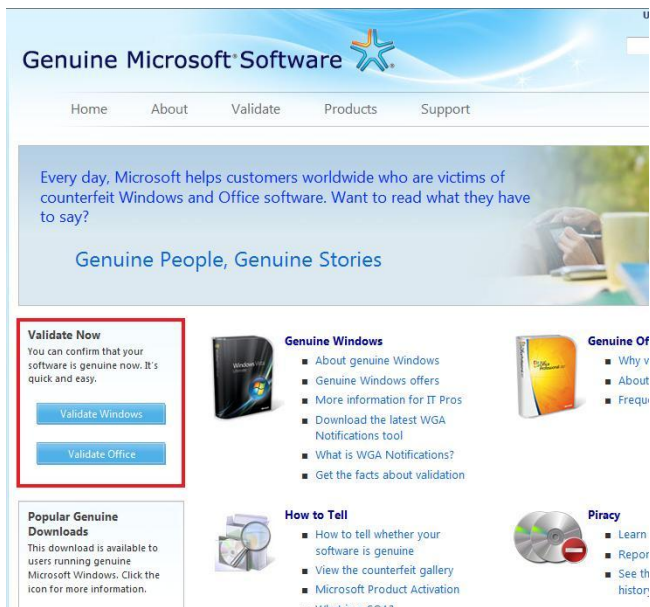 U
Genuine Microsoft® Software
Home About Validate Products Support
Every day, Microsoft helps customers worldwide who are victims of
counterfeit Windows and Office software. Want to read what they have
to say?
Genuine People, Genuine Stories
Validate Now
You can confirm that your
software is genuine now. It's
quick and easy.
Validate Windows
Validate Office
Popular Genuine
Downloads
This download is available to
users running genuine
Microsoft Windows. Click the
icon for more information.
Genuine Windows
About genuine Windows
Genuine Windows offers
More information for IT Pros
Download the latest WGA
Notifications tool
What is WGA Notifications?
Get the facts about validation
How to Tell
How to tell whether your
software is genuine
View the counterfeit gallery
Microsoft Product Activation
Genuine Of
Why v
About
Freque
Piracy
Learn
Repor
See th
history